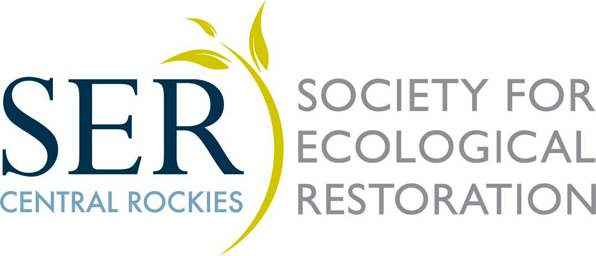 SER
CENTRAL ROCKIES
SOCIETY FOR
ECOLOGICAL
RESTORATION